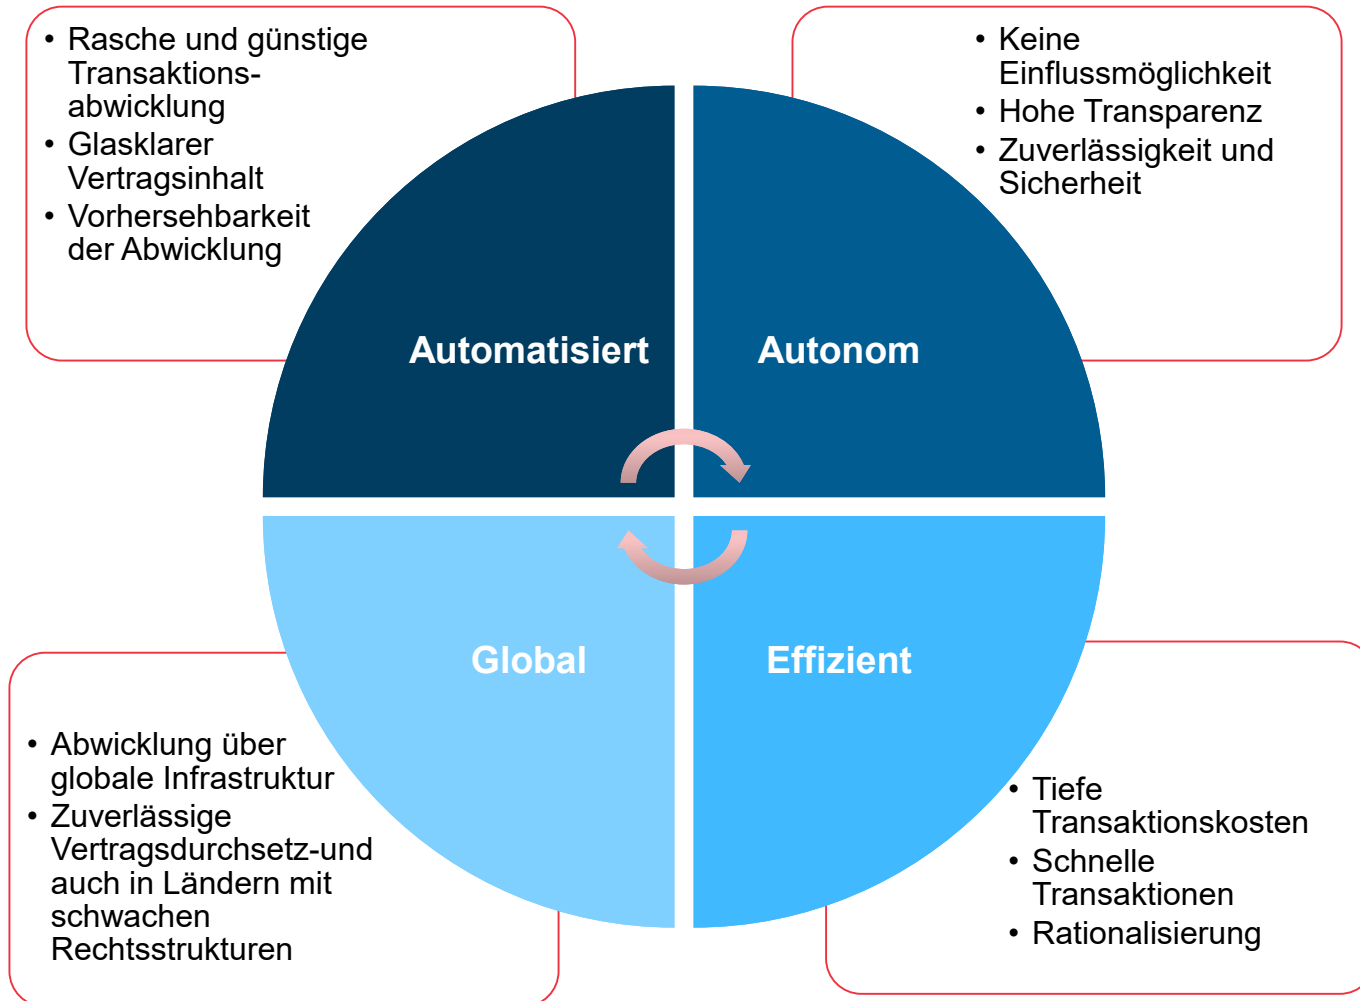 • Rasche und günstige
Transaktions-
abwicklung
• Glasklarer
Vertragsinhalt
• Vorhersehbarkeit
der Abwicklung
• Keine
Einflussmöglichkeit
• Hohe Transparenz
• Zuverlässigkeit und
Sicherheit
Automatisiert
Autonom
Global
Effizient
• Abwicklung über
globale Infrastruktur
• Zuverlässige
Vertragsdurchsetz-und
auch in Ländern mit
schwachen
Rechtsstrukturen
• Tiefe
Transaktionskosten
• Schnelle
Transaktionen
• Rationalisierung